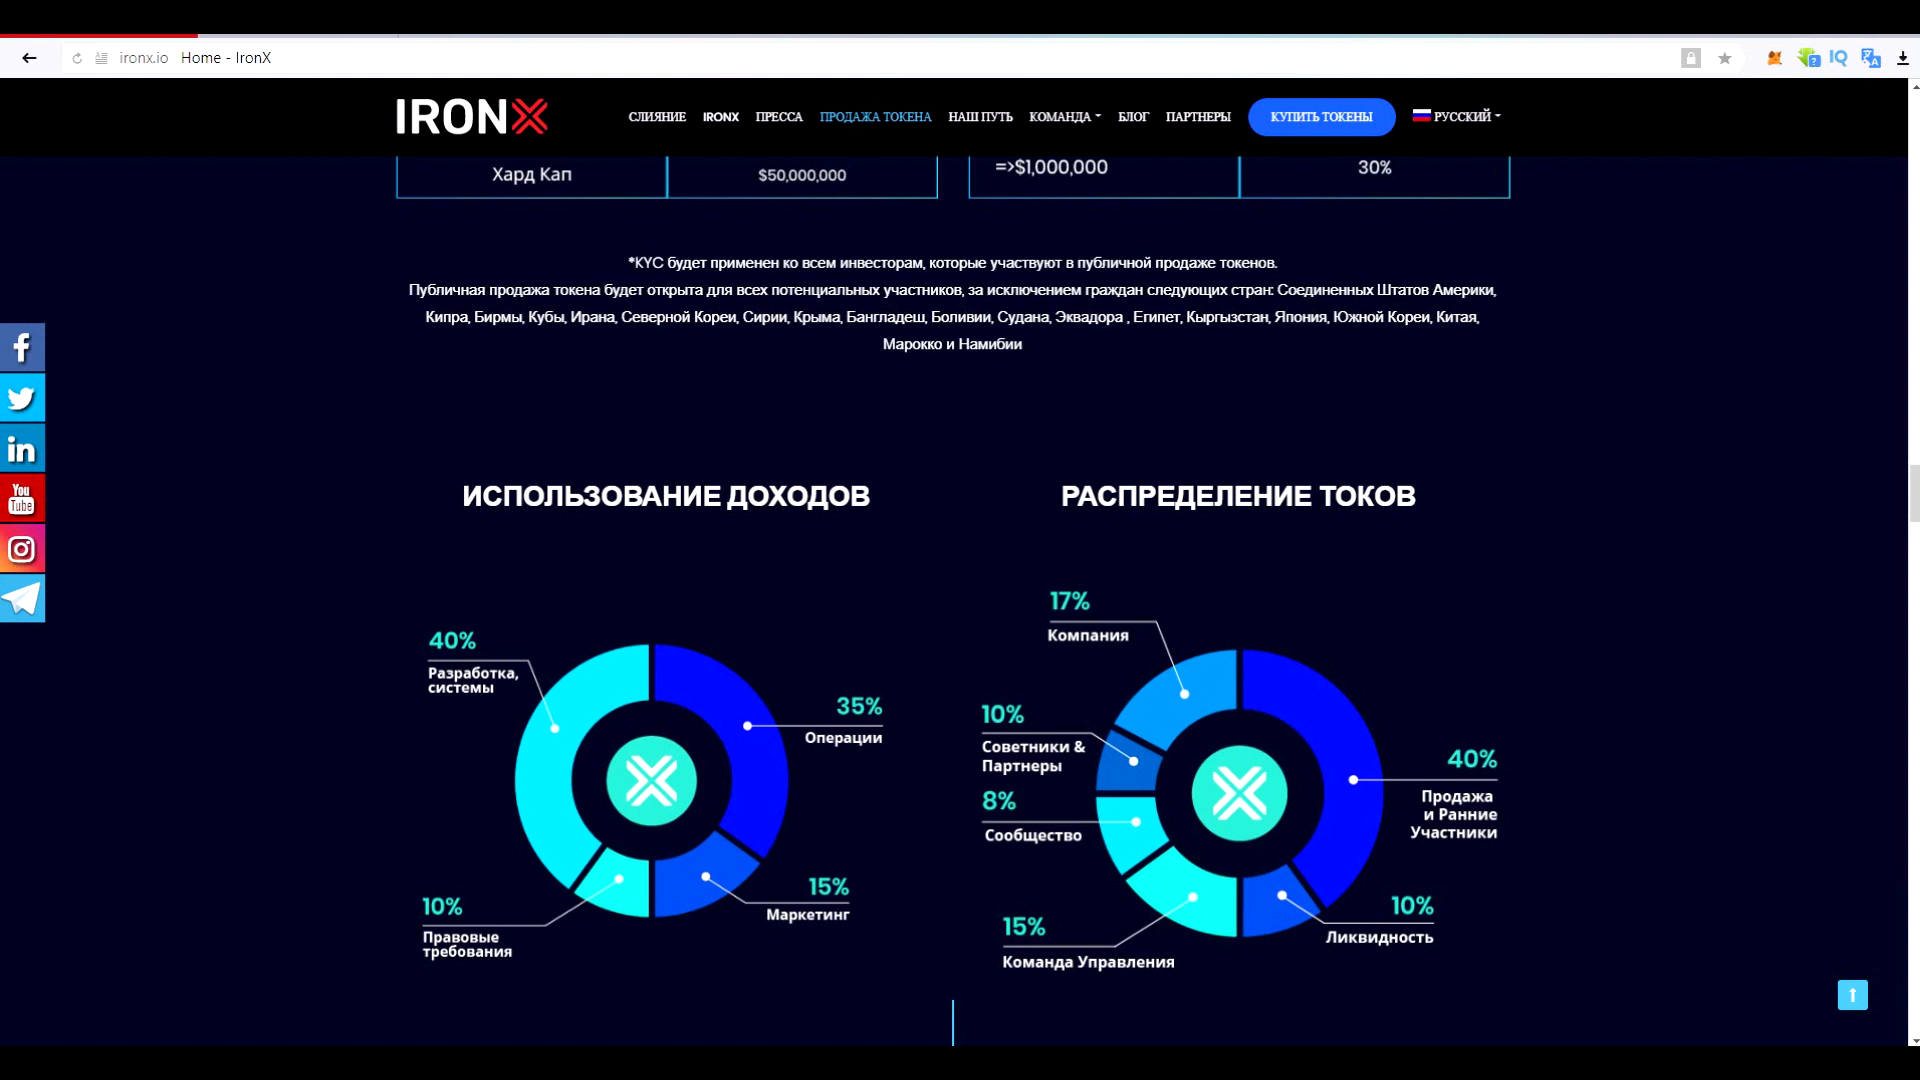 ironx.io Home - IronX
IRONX
СЛИЯНИЕ IRONX ПРЕССА ПРОДАЖА ТОКЕНА НАШ ПУТЬ КОМАНДА БЛОГ ПАРТНЕРЫ КУПИТЬ ТОКЕНЫ РУССКИЙ
Хард Кап $50,000,000 =>$1,000,000 30%
*KYC будет применен ко всем инвесторам, которые участвуют в публичной продаже токенов.
Публичная продажа токена будет открыта для всех потенциальных участников, за исключением граждан следующих стран: Соединенных Штатов Америки,
Кипра, Бирмы, Кубы, Ирана, Северной Кореи, Сирии, Крыма, Бангладеш, Боливии, Судана, Эквадора , Египет, Кыргызстан, Япония, Южной Кореи, Китая,
Марокко и Намибии
You
Tube
ИСПОЛЬЗОВАНИЕ ДОХОДОВ
40%
Разработка,
системы
35%
Операции
15%
Маркетинг
10%
Правовые
требования
РАСПРЕДЕЛЕНИЕ ТОКОВ
17%
Компания
10%
Советники &
Партнеры
8%
Сообщество
15%
Команда Управления
40%
Продажа
и Ранние
Участники
10%
Ликвидность